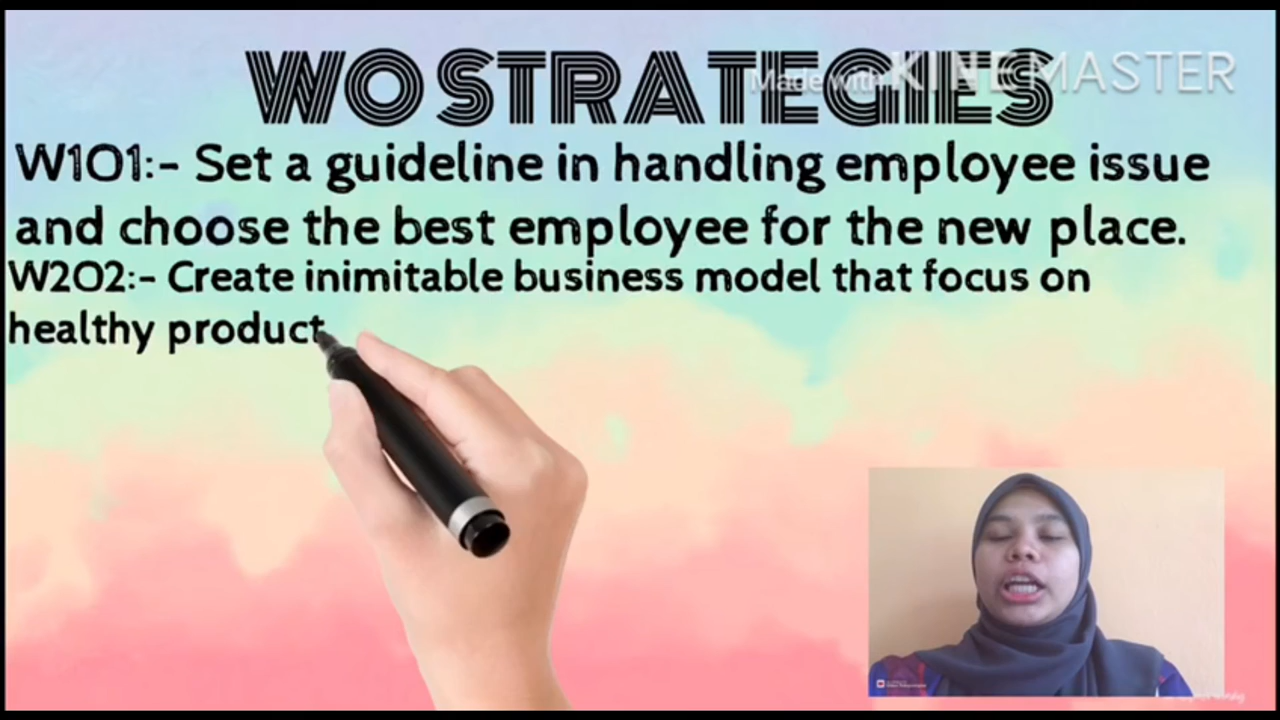 WO STRATEGIES
Made with KINEMASTER
W1O1:- Set a guideline in handling employee issue
and choose the best employee for the new place.
W2O2:- Create inimitable business model that focus on
healthy product